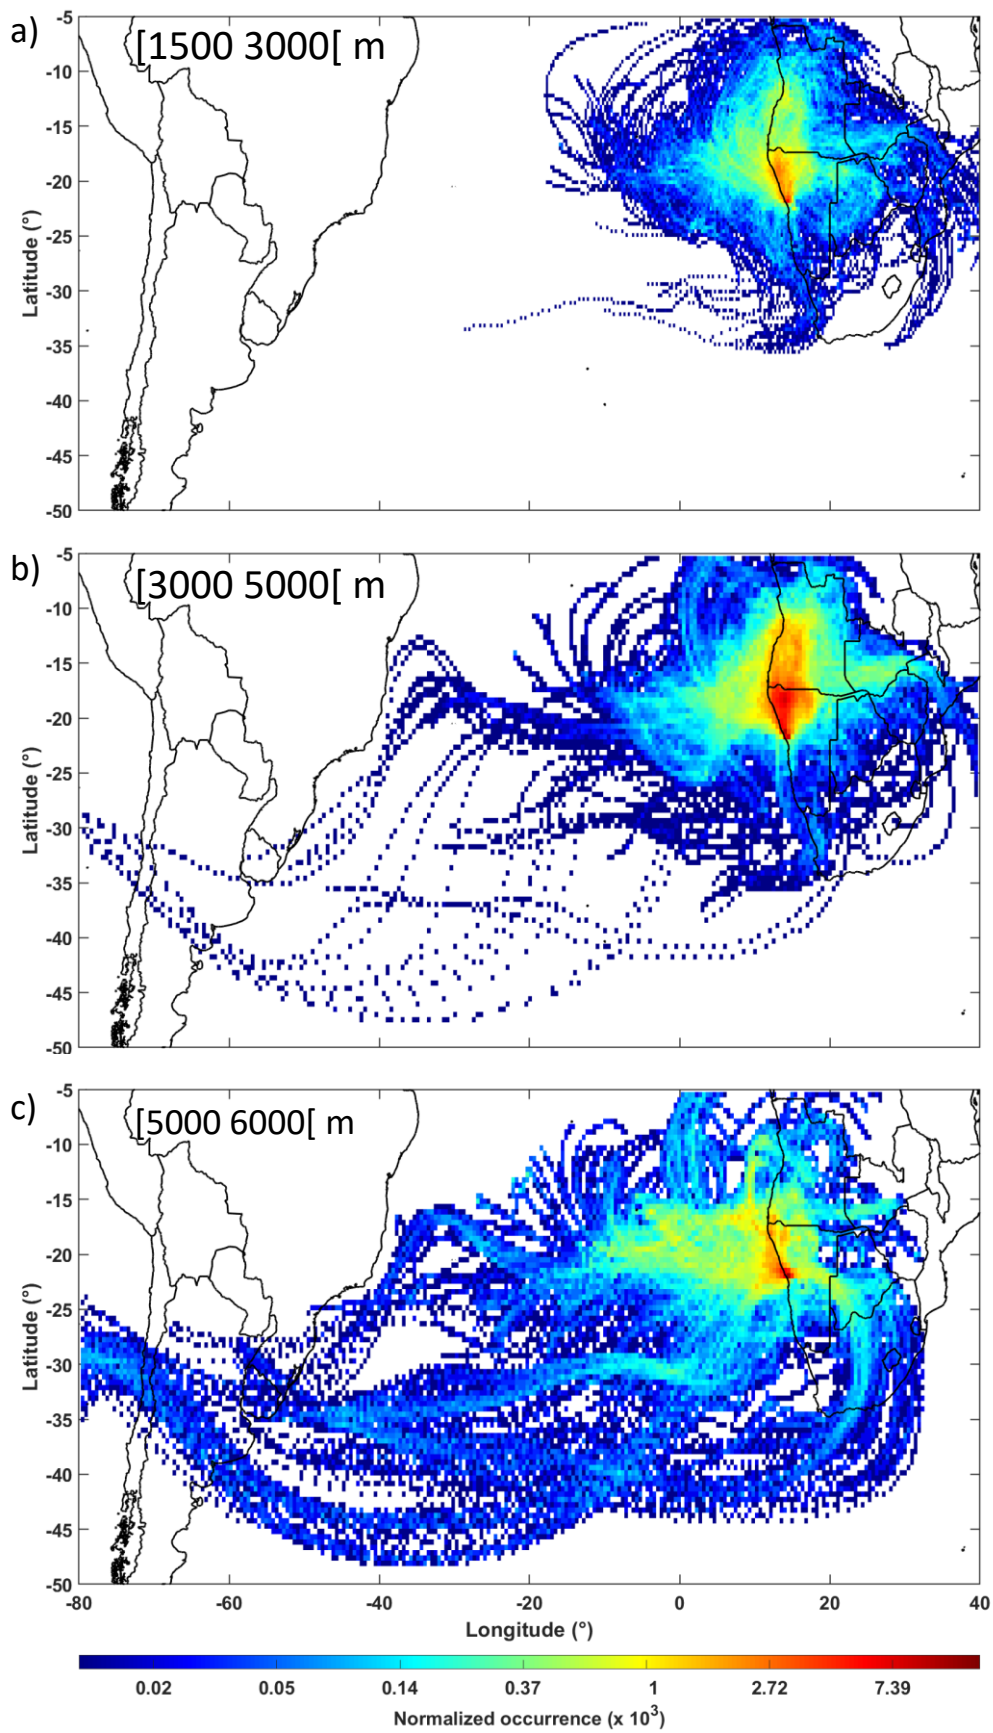 a)
[1500 3000[ m
-5
-10
-15
-20
-25
-30
-35
-40
-45
-50
Latitude (°)
b)
[3000 5000[ m
-5
-10
-15
-20
-25
-30
-35
-40
-45
-50
Latitude (°)
c)
[5000 6000[ m
-5
-10
-15
-20
-25
-30
-35
-40
-45
-50
Latitude (°)
-80 -60 -40 -20 0 20 40
Longitude (°)
0.02 0.05 0.14 0.37 1 2.72 7.39
Normalized occurrence (x 10³)